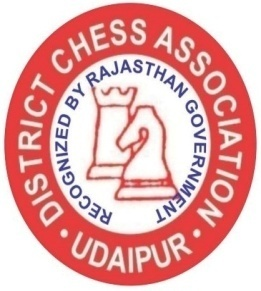 DISTRICT CHESS ASSOCIATION
• UDAIPUR •
RECOGNIZED BY RAJASTHAN GOVERNMENT